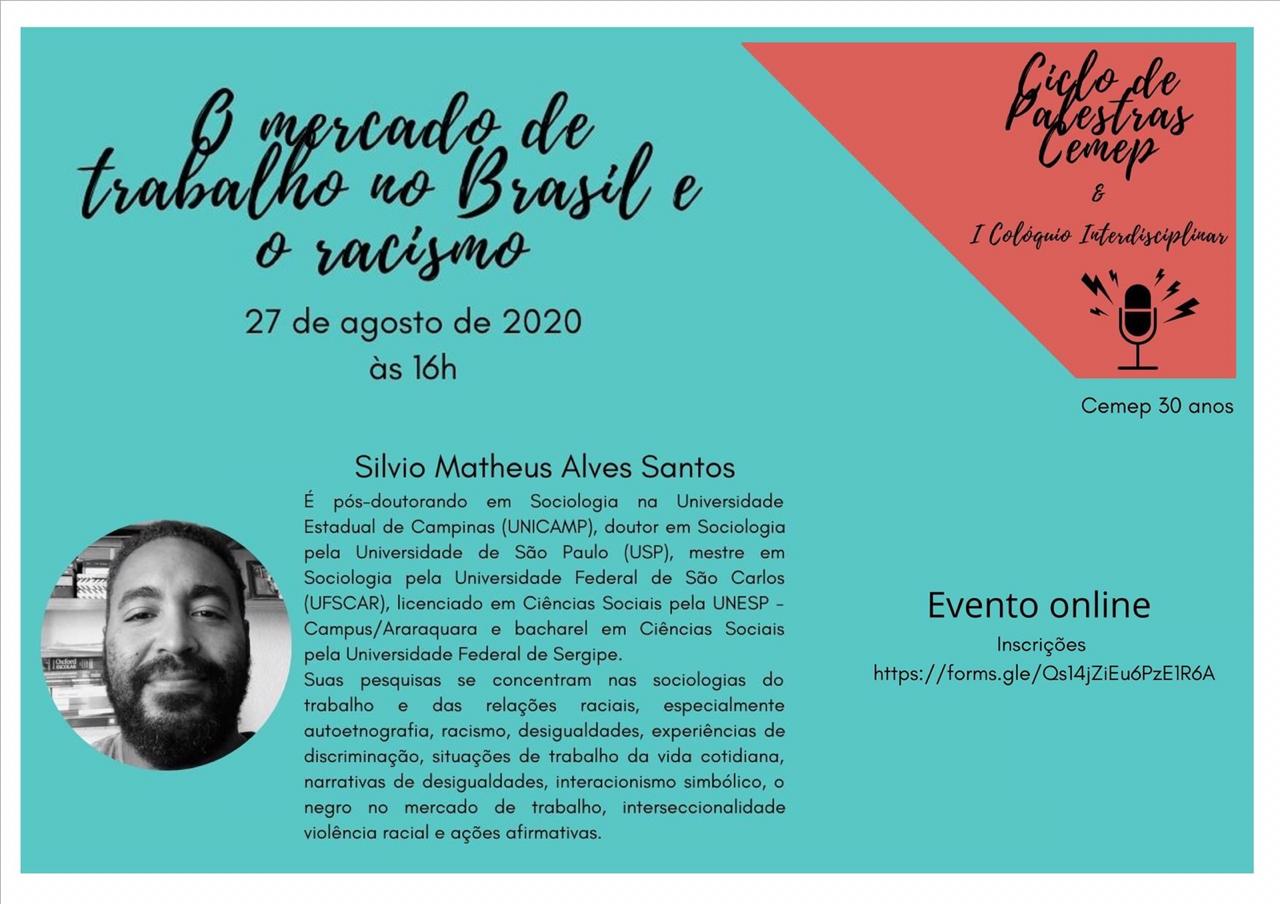 O mercado de
trabalho no Brasil e
o racismo
27 de agosto de 2020
às 16h
Ciclo de
Palestras
Cemep
&
I Colóquio Interdisciplinar
Cemep 30 anos
Silvio Matheus Alves Santos
É pós-doutorando em Sociologia na Universidade
Estadual de Campinas (UNICAMP), doutor em Sociologia
pela Universidade de São Paulo (USP), mestre em
Sociologia pela Universidade Federal de São Carlos
(UFSCAR), licenciado em Ciências Sociais pela UNESP -
Campus/Araraquara e bacharel em Ciências Sociais
pela Universidade Federal de Sergipe.
Suas pesquisas se concentram nas sociologias do
trabalho e das relações raciais, especialmente
autoetnografia, racismo, desigualdades, experiências de
discriminação, situações de trabalho da vida cotidiana,
narrativas de desigualdades, interacionismo simbólico, o
negro no mercado de trabalho, interseccionalidade
violência racial e ações afirmativas.
Oxford
ESCOLAR
Evento online
Inscrições
https://forms.gle/Qs14jZiEu6PzE1R6A